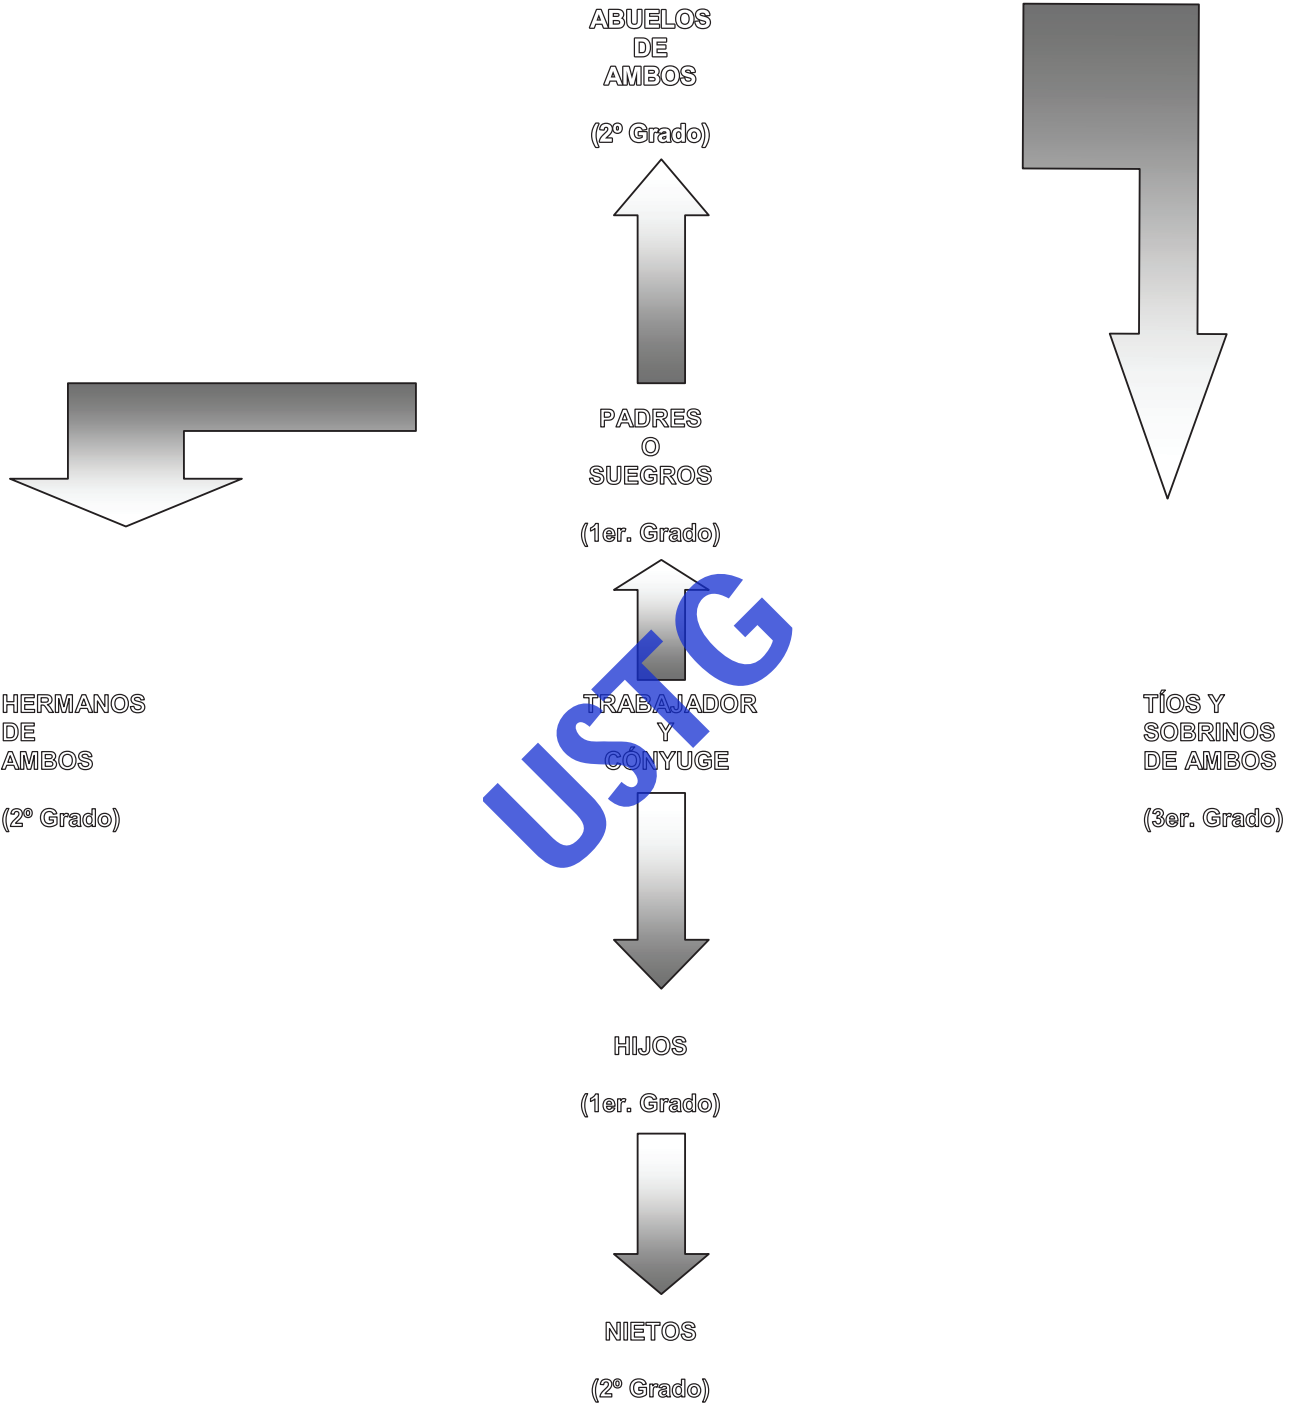 ABUELOS
DE
AMBOS
(2º Grado)
PADRES
O
SUEGROS
(1er. Grado)
HERMANOS
DE
AMBOS
(2º Grado)
TRABAJADOR
Y
CÓNYUGE
TÍOS Y
SOBRINOS
DE AMBOS
(3er. Grado)
USTG
HIJOS
(1er. Grado)
NIETOS
(2º Grado)